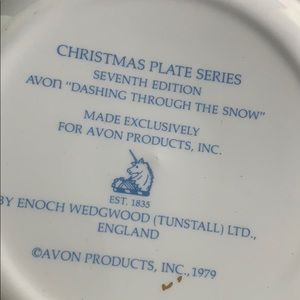 CHRISTMAS PLATE SERIES
SEVENTH EDITION
AVON "DASHING THROUGH THE SNOW"
MADE EXCLUSIVELY
FOR AVON PRODUCTS, INC.
EST. 1835
BY ENOCH WEDGWOOD (TUNSTALL) LTD.,
ENGLAND
©AVON PRODUCTS, INC., 1979